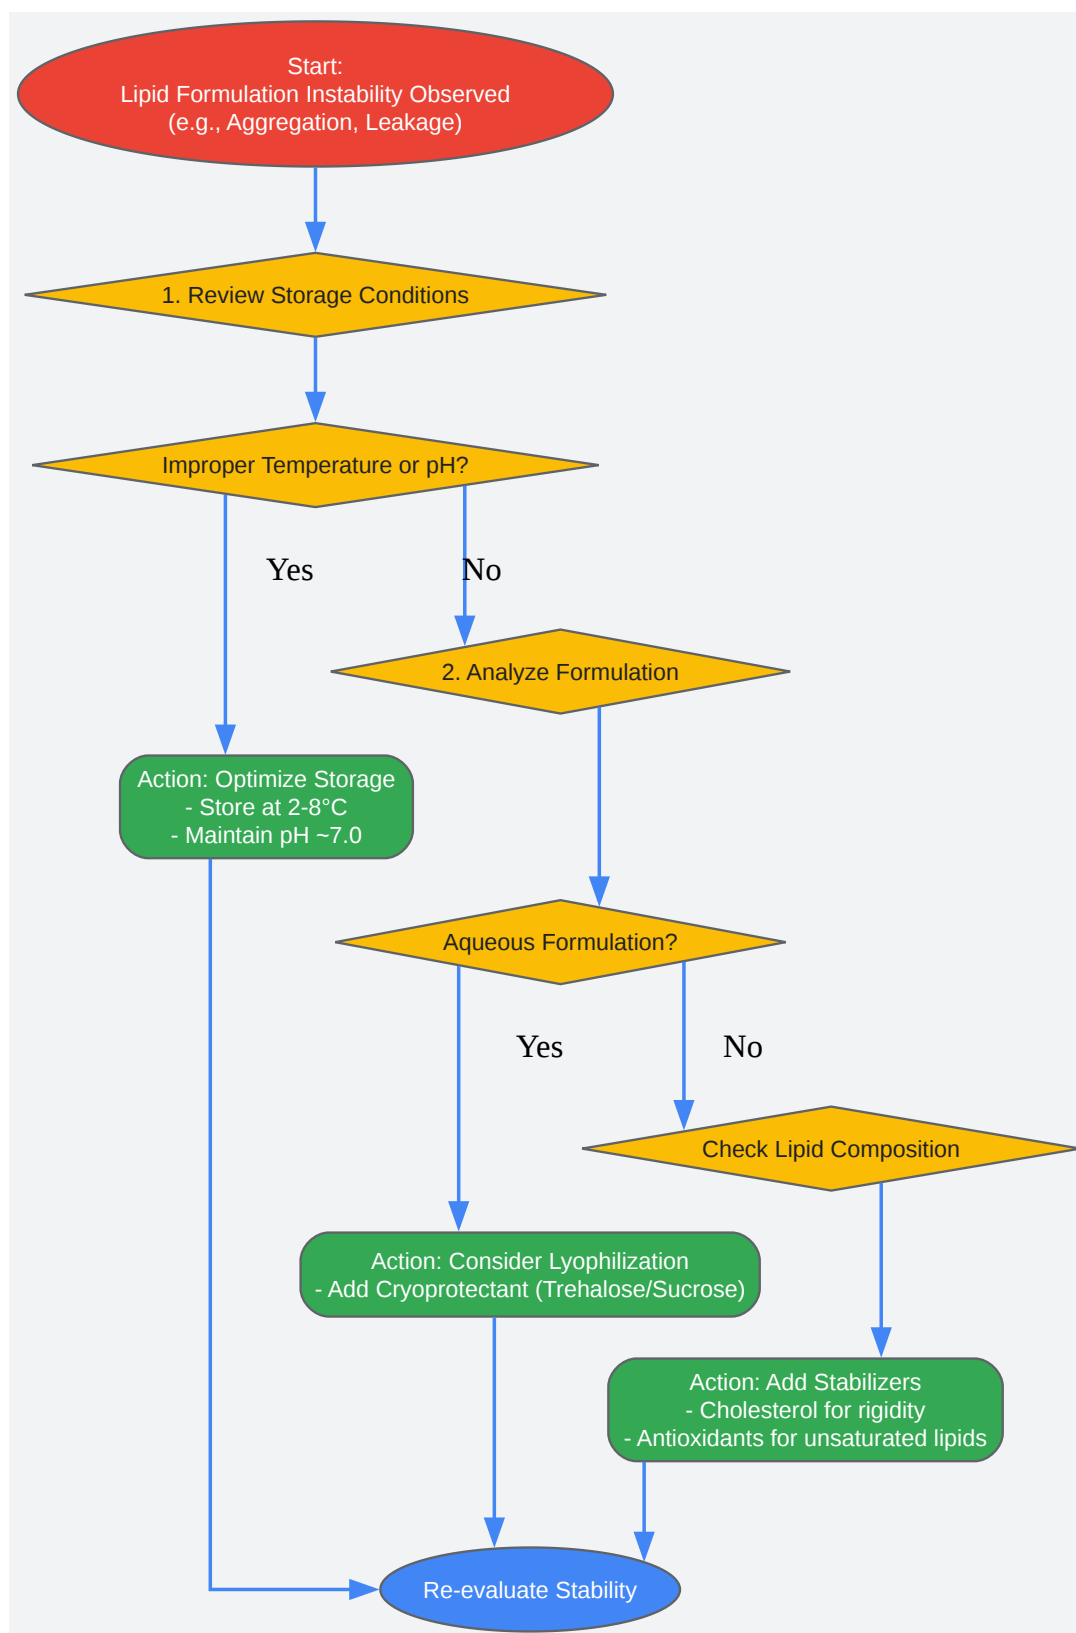 Start:
Lipid Formulation Instability Observed
(e.g., Aggregation, Leakage)
1. Review Storage Conditions
Improper Temperature or pH?
Yes
No
2. Analyze Formulation
Action: Optimize Storage
- Store at 2-8°C
- Maintain pH ~7.0
Aqueous Formulation?
Yes
No
Check Lipid Composition
Action: Consider Lyophilization
- Add Cryoprotectant (Trehalose/Sucrose)
Action: Add Stabilizers
- Cholesterol for rigidity
- Antioxidants for unsaturated lipids
Re-evaluate Stability